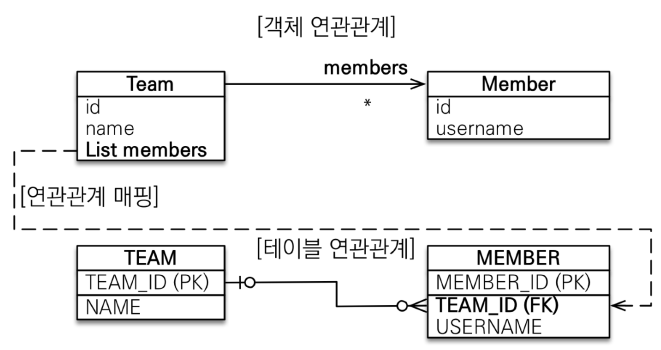 [객체 연관관계]
Team
members
Member
id
name
List members
*
id
username
[연관관계 매핑]
[테이블 연관관계]
TEAM
TEAM_ID (PK)
NAME
MEMBER
MEMBER_ID (PK)
TEAM_ID (FK)
USERNAME